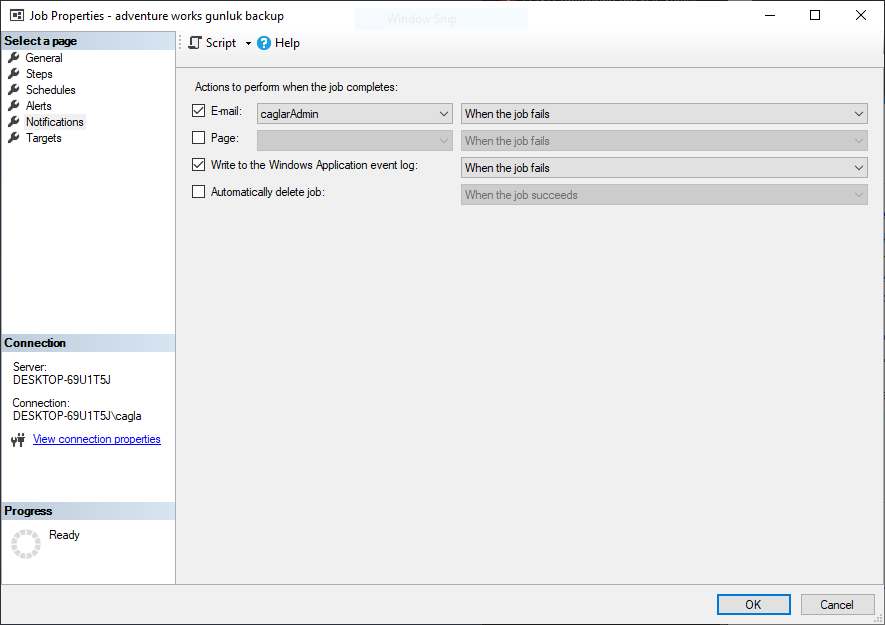 Job Properties - adventure works gunluk backup
Window Snip
Select a page
General
Steps
Schedules
Alerts
Notifications
Targets
Script
Help
Actions to perform when the job completes:
E-mail: caglarAdmin When the job fails
Page: When the job fails
Write to the Windows Application event log: When the job fails
Automatically delete job: When the job succeeds
Connection
Server:
DESKTOP-69U1T5J
Connection:
DESKTOP-69U1T5J\cagla
View connection properties
Progress
Ready
OK Cancel